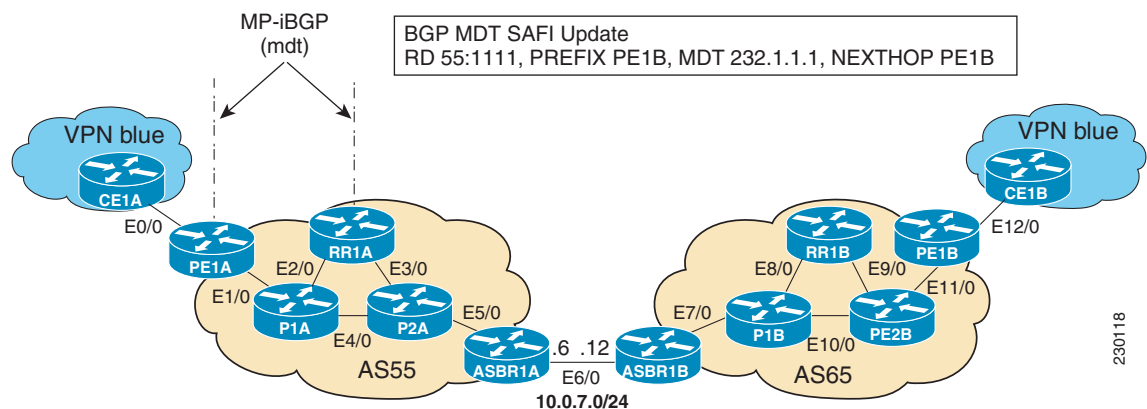 MP-iBGP
(mdt)
BGP MDT SAFI Update
RD 55:1111, PREFIX PE1B, MDT 232.1.1.1, NEXTHOP PE1B
VPN blue
VPN blue
CE1A
CE1B
E0/0
E12/0
PE1A
RR1A
RR1B
PE1B
E1/0
E2/0
E3/0
E8/0
E9/0
E11/0
P1A
P2A
E5/0
E7/0
P1B
PE2B
E4/0
E10/0
AS55
ASBR1A
.6 .12
ASBR1B
AS65
E6/0
10.0.7.0/24
230118